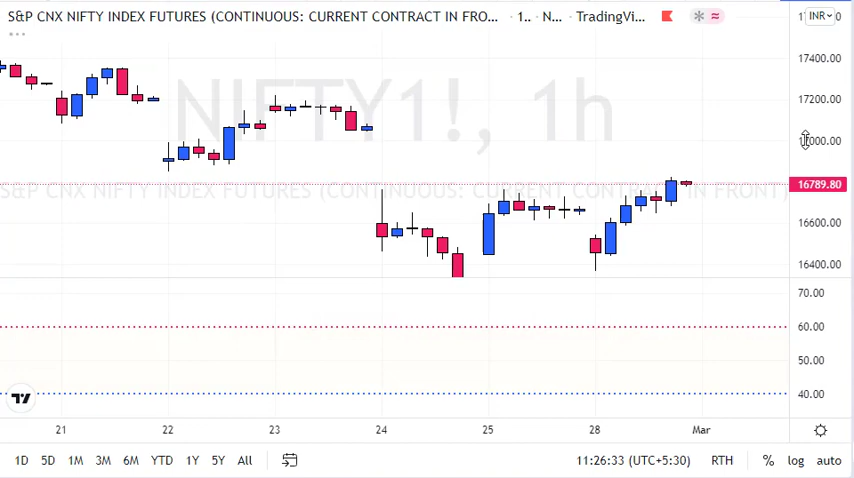 S&P CNX NIFTY INDEX FUTURES (CONTINUOUS: CURRENT CONTRACT IN FRO... · 1... N... TradingVi...
INR
17400.00
NIFTY1!, 1h
17200.00
16789.80
S&P CNX NIFTY INDEX FUTURES (CONTINUOUS: CURRENT CONTRACT IN FRONT)
16600.00
16400.00
70.00
60.00
50.00
40.00
21 22 23 24 25 28 Mar
1D 5D 1M 3M 6M YTD 1Y 5Y All 11:26:33 (UTC+5:30) RTH % log auto